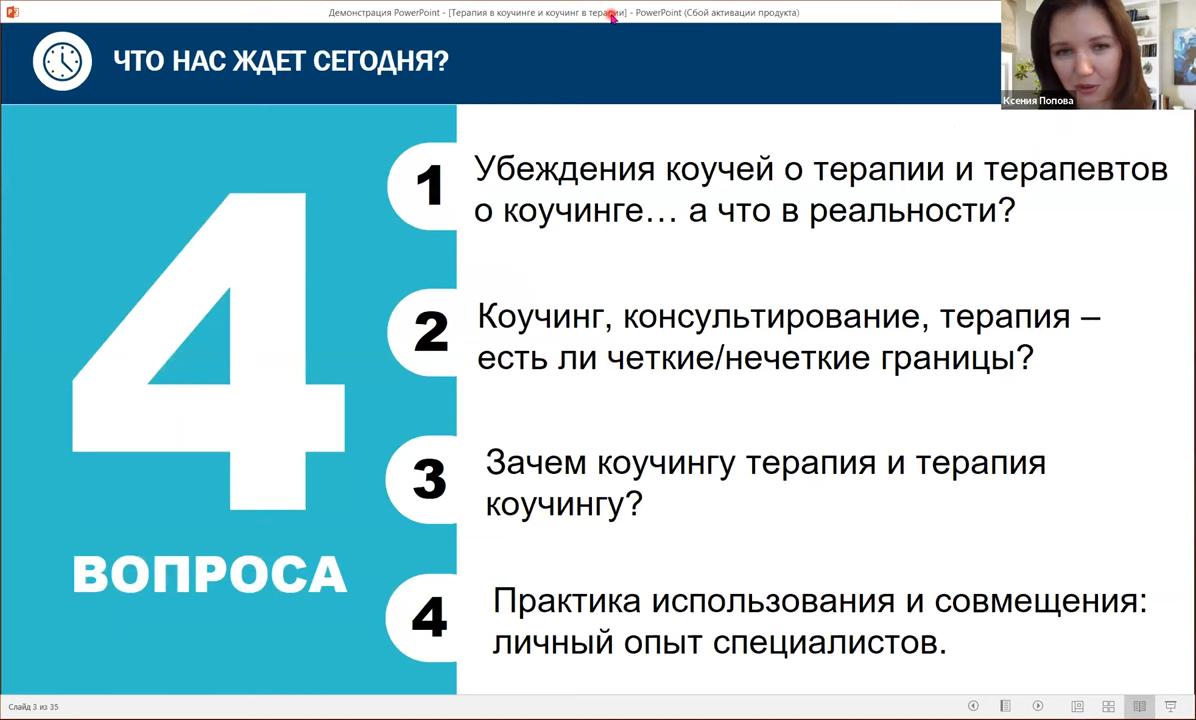 Демонстрация PowerPoint - [Терапия в коучинге и коучинг в терапии] - PowerPoint (Сбой активации продукта)
ЧТО НАС ЖДЕТ СЕГОДНЯ?
Ксения Попова
4
ВОПРОСА
1
Убеждения коучей о терапии и терапевтов
о коучинге... а что в реальности?
2
Коучинг, консультирование, терапия –
есть ли четкие/нечеткие границы?
3
Зачем коучингу терапия и терапия
коучингу?
4
Практика использования и совмещения:
личный опыт специалистов.
Слайд 3 из 35